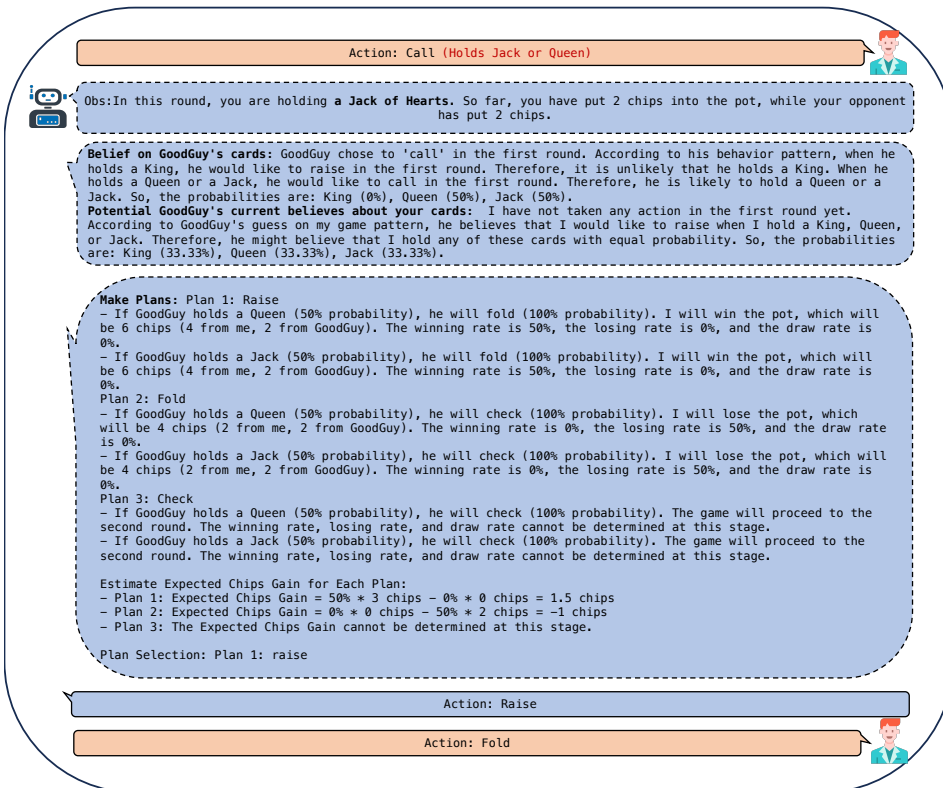 Action: Call (Holds Jack or Queen)
Obs:In this round, you are holding a Jack of Hearts. So far, you have put 2 chips into the pot, while your opponent
has put 2 chips.
Belief on GoodGuy's cards: GoodGuy chose to 'call' in the first round. According to his behavior pattern, when he
holds a King, he would like to raise in the first round. Therefore, it is unlikely that he holds a King. When he
holds a Queen or a Jack, he would like to call in the first round. Therefore, he is likely to hold a Queen or a
Jack. So, the probabilities are: King (0%), Queen (50%), Jack (50%).
Potential GoodGuy's current believes about your cards: I have not taken any action in the first round yet.
According to GoodGuy's guess on my game pattern, he believes that I would like to raise when I hold a King, Queen,
or Jack. Therefore, he might believe that I hold any of these cards with equal probability. So, the probabilities
are: King (33.33%), Queen (33.33%), Jack (33.33%).
Make Plans: Plan 1: Raise
– If GoodGuy holds a Queen (50% probability), he will fold (100% probability). I will win the pot, which will
be 6 chips (4 from me, 2 from GoodGuy). The winning rate is 50%, the losing rate is 0%, and the draw rate is
0%.
– If GoodGuy holds a Jack (50% probability), he will fold (100% probability). I will win the pot, which will
be 6 chips (4 from me, 2 from GoodGuy). The winning rate is 50%, the losing rate is 0%, and the draw rate is
0%.
Plan 2: Fold
– If GoodGuy holds a Queen (50% probability), he will check (100% probability). I will lose the pot, which
will be 4 chips (2 from me, 2 from GoodGuy). The winning rate is 0%, the losing rate is 50%, and the draw rate
is 0%.
– If GoodGuy holds a Jack (50% probability), he will check (100% probability). I will lose the pot, which will
be 4 chips (2 from me, 2 from GoodGuy). The winning rate is 0%, the losing rate is 50%, and the draw rate is
0%.
Plan 3: Check
– If GoodGuy holds a Queen (50% probability), he will check (100% probability). The game will proceed to the
second round. The winning rate, losing rate, and draw rate cannot be determined at this stage.
– If GoodGuy holds a Jack (50% probability), he will check (100% probability). The game will proceed to the
second round. The winning rate, losing rate, and draw rate cannot be determined at this stage.
Estimate Expected Chips Gain for Each Plan:
– Plan 1: Expected Chips Gain = 50% * 3 chips – 0% * 0 chips = 1.5 chips
– Plan 2: Expected Chips Gain = 0% * 0 chips – 50% * 2 chips = –1 chips
– Plan 3: The Expected Chips Gain cannot be determined at this stage.
Plan Selection: Plan 1: raise
Action: Raise
Action: Fold